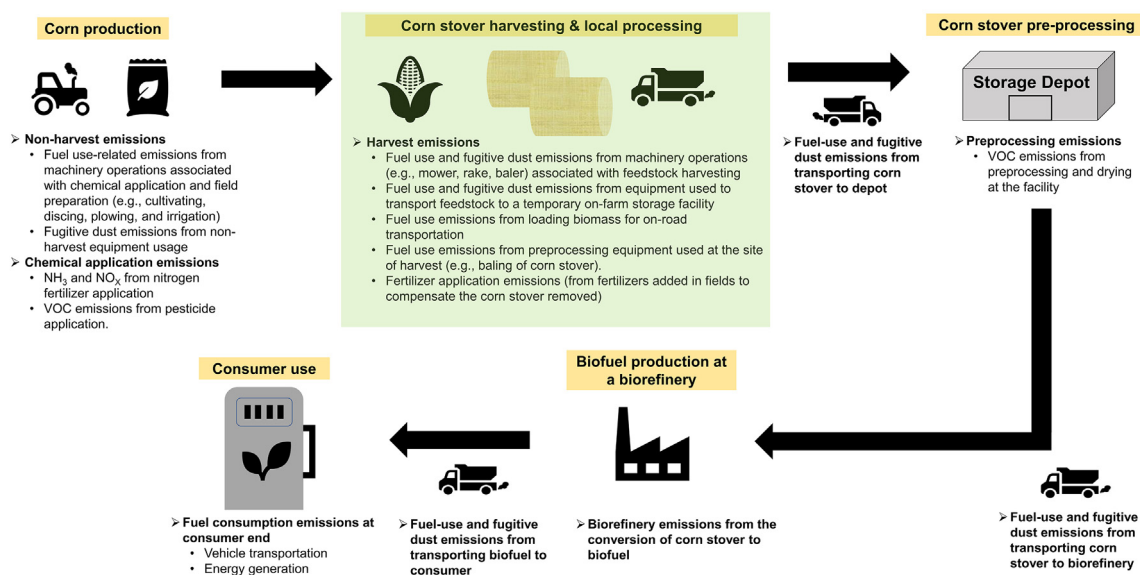 Corn production
➢ Non-harvest emissions
• Fuel use-related emissions from
machinery operations associated
with chemical application and field
preparation (e.g., cultivating,
discing, plowing, and irrigation)
• Fugitive dust emissions from non-
harvest equipment usage
➢ Chemical application emissions
• NH₃ and NOₓ from nitrogen
fertilizer application
• VOC emissions from pesticide
application.
Corn stover harvesting & local processing
➢ Harvest emissions
• Fuel use and fugitive dust emissions from machinery operations
(e.g., mower, rake, baler) associated with feedstock harvesting
• Fuel use and fugitive dust emissions from equipment used to
transport feedstock to a temporary on-farm storage facility
• Fuel use emissions from loading biomass for on-road
transportation
• Fuel use emissions from preprocessing equipment used at the site
of harvest (e.g., baling of corn stover).
• Fertilizer application emissions (from fertilizers added in fields to
compensate the corn stover removed)
➢ Fuel-use and fugitive
dust emissions from
transporting corn
stover to depot
Corn stover pre-processing
Storage Depot
➢ Preprocessing emissions
• VOC emissions from
preprocessing and drying
at the facility
➢ Fuel-use and fugitive
dust emissions from
transporting corn
stover to biorefinery
Biofuel production at
a biorefinery
➢ Biorefinery emissions from the
conversion of corn stover to
biofuel
➢ Fuel-use and fugitive
dust emissions from
transporting biofuel to
consumer
Consumer use
➢ Fuel consumption emissions at
consumer end
• Vehicle transportation
• Energy generation